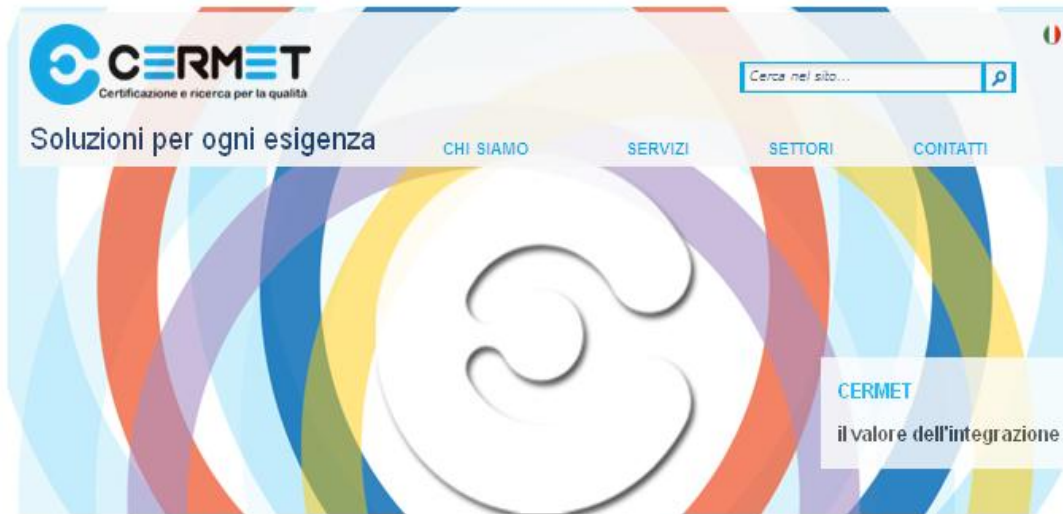 CERMET
Certificazione e ricerca per la qualità
Cerca nel sito...
Soluzioni per ogni esigenza
CHI SIAMO SERVIZI SETTORI CONTATTI
CERMET
il valore dell'integrazione